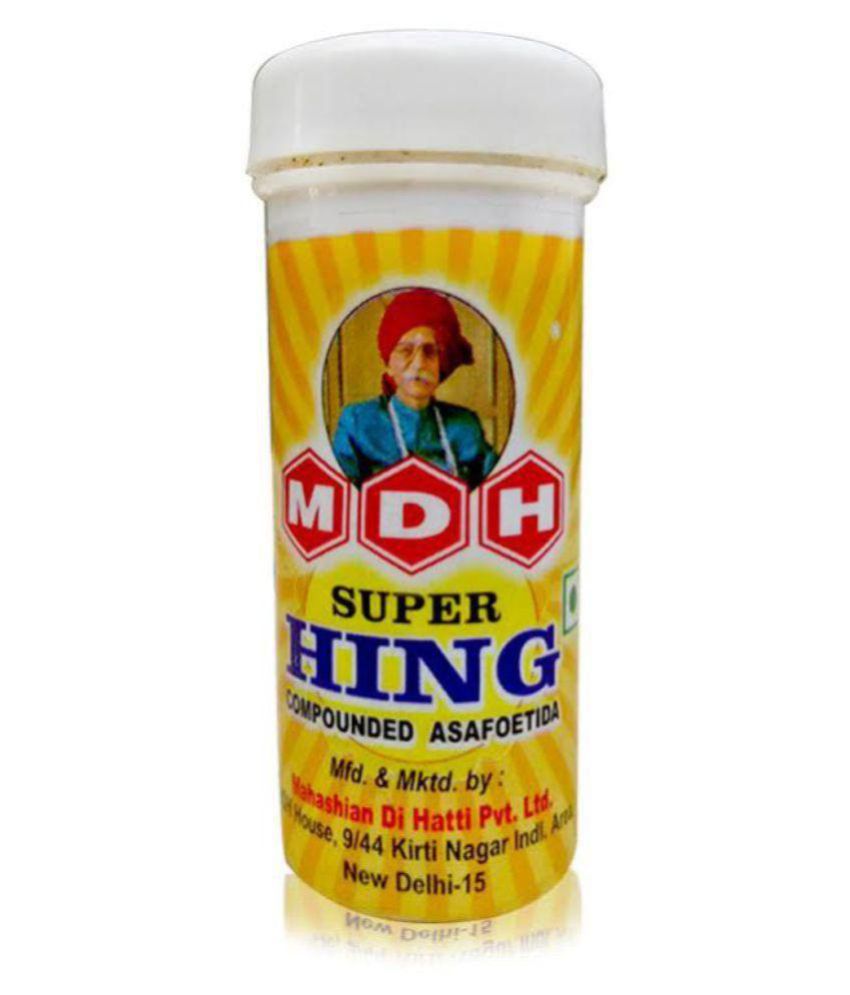 MDH
SUPER
HING
COMPOUNDED ASAFOETIDA
Mfd. & Mktd. by :
Mahashian Di Hatti Pvt. Ltd.
House, 9/44 Kirti Nagar Indl. Area,
New Delhi-15